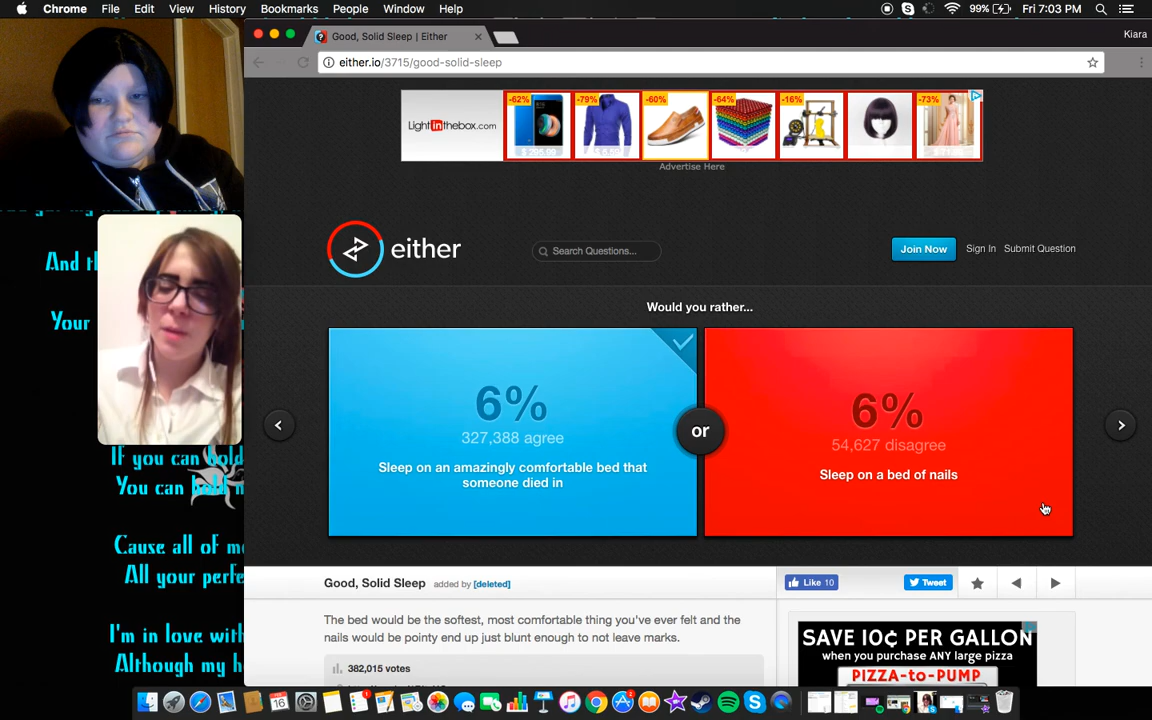 Chrome File Edit View History Bookmarks People Window Help
99% Fri 7:03 PM
Good, Solid Sleep | Either
Kiara
either.io/3715/good-solid-sleep
Lightinthebox.com
-62% -79% -60% -64% -16% -73%
Advertise Here
either
Search Questions...
Join Now Sign In Submit Question
Would you rather...
6%
327,388 agree
Sleep on an amazingly comfortable bed that
someone died in
or
6%
54,627 disagree
Sleep on a bed of nails
And th
Your
If you can hold
You can hold m
Cause all of me
All your perfe
I'm in love with
Although my h
Good, Solid Sleep added by [deleted]
Like 10
Tweet
The bed would be the softest, most comfortable thing you've ever felt and the
nails would be pointy end up just blunt enough to not leave marks.
382,015 votes
SAVE 10¢ PER GALLON
when you purchase ANY large pizza
PIZZA-to-PUMP